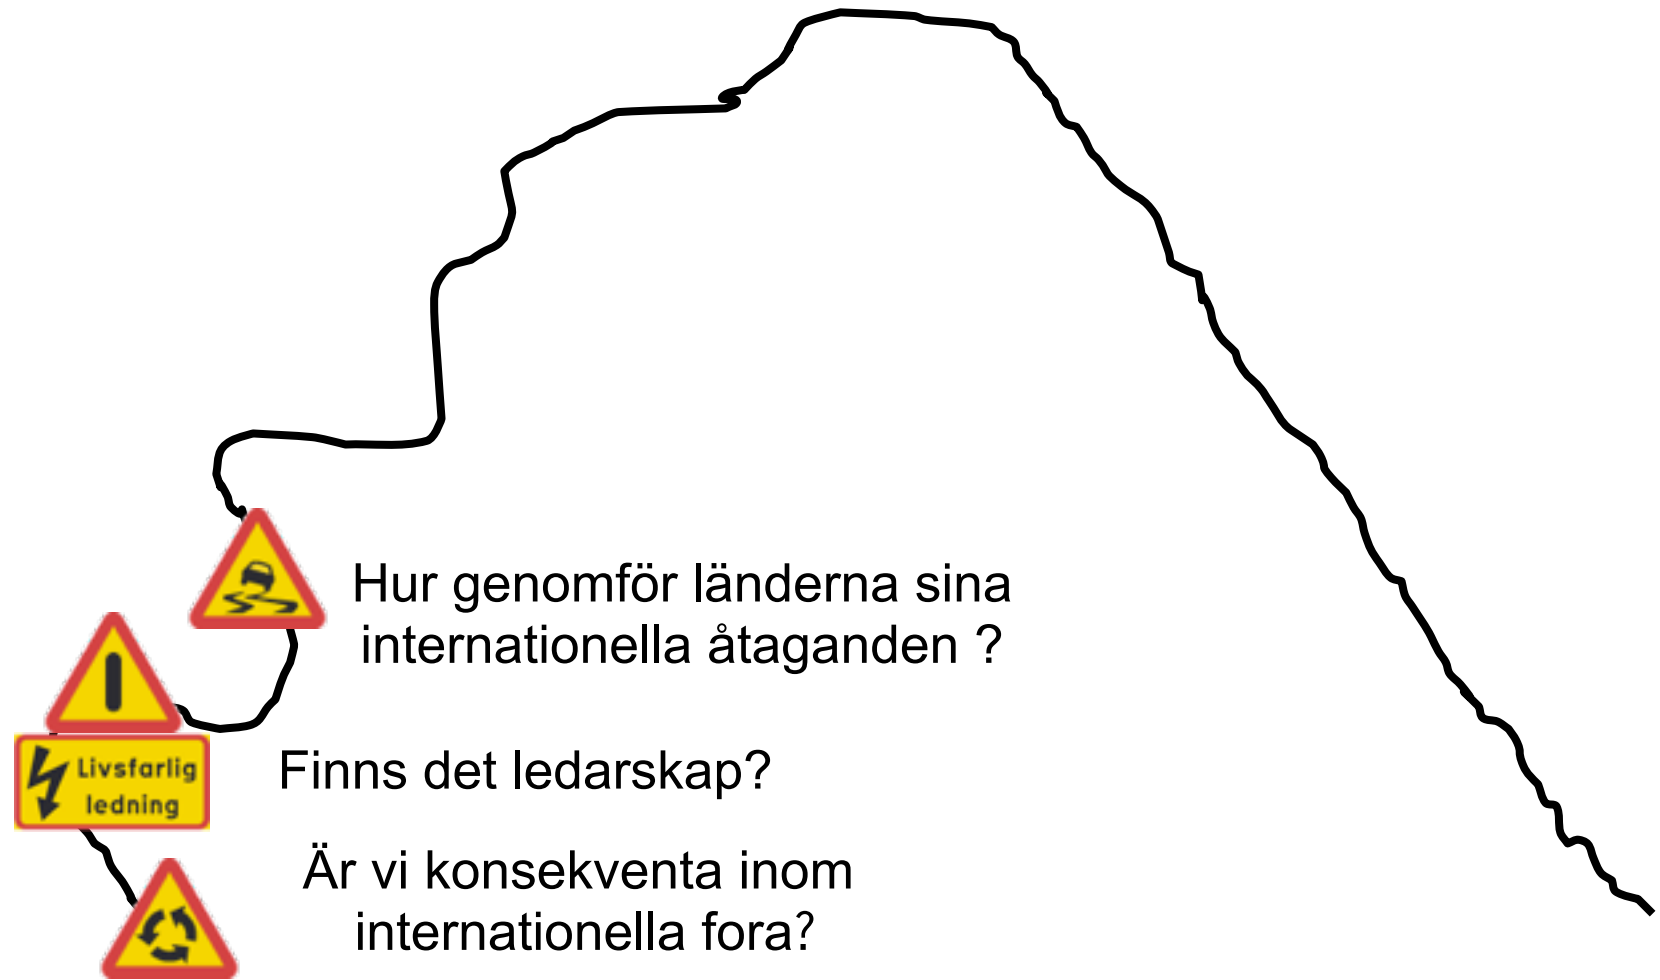 Hur genomför länderna sina
internationella åtaganden ?
Livsfarlig
ledning
Finns det ledarskap?
Är vi konsekventa inom
internationella fora?